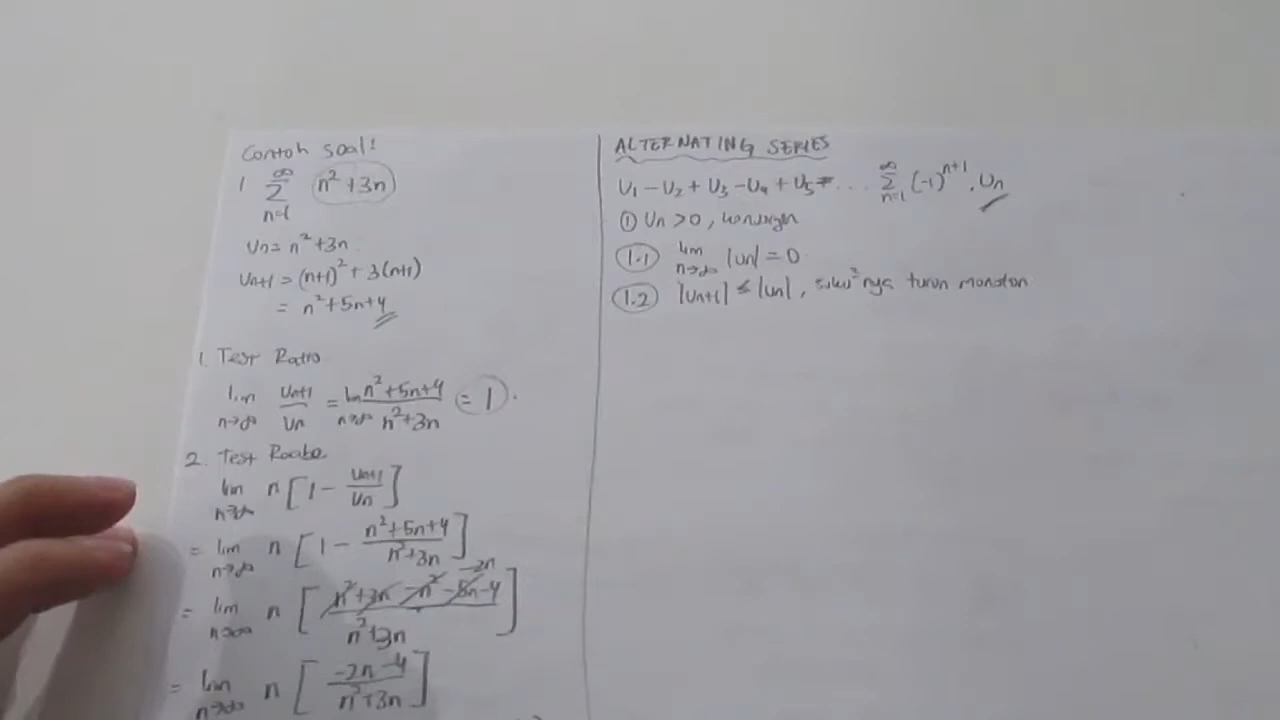 Contoh Soal!
1 ∞∑n=1 (n²+3n)
Un = n²+3n
Un+1 = (n+1)² + 3(n+1)
= n²+5n+4
1. Test Ratio
lim n→∞ Un+1/Un = lim n→∞ (n²+5n+4)/(n²+3n) = 1
2. Test Raabe
lim n→∞ n[1 - Un+1/Un]
= lim n→∞ n[1 - (n²+5n+4)/(n²+3n)]
= lim n→∞ n[(n²+3n -n² -5n -4)/(n²+3n)] -2n
= lim n→∞ n[(-2n -4)/(n²+3n)]
ALTERNATING SERIES
U1 - U2 + U3 - U4 + U5 - ... ∞∑n=1 (-1)ⁿ⁺¹ . Un
① Un > 0, konvergen
1.1 lim n→∞ |Un| = 0
1.2 |Un+1| ≤ |Un|, suku²nya turun monoton